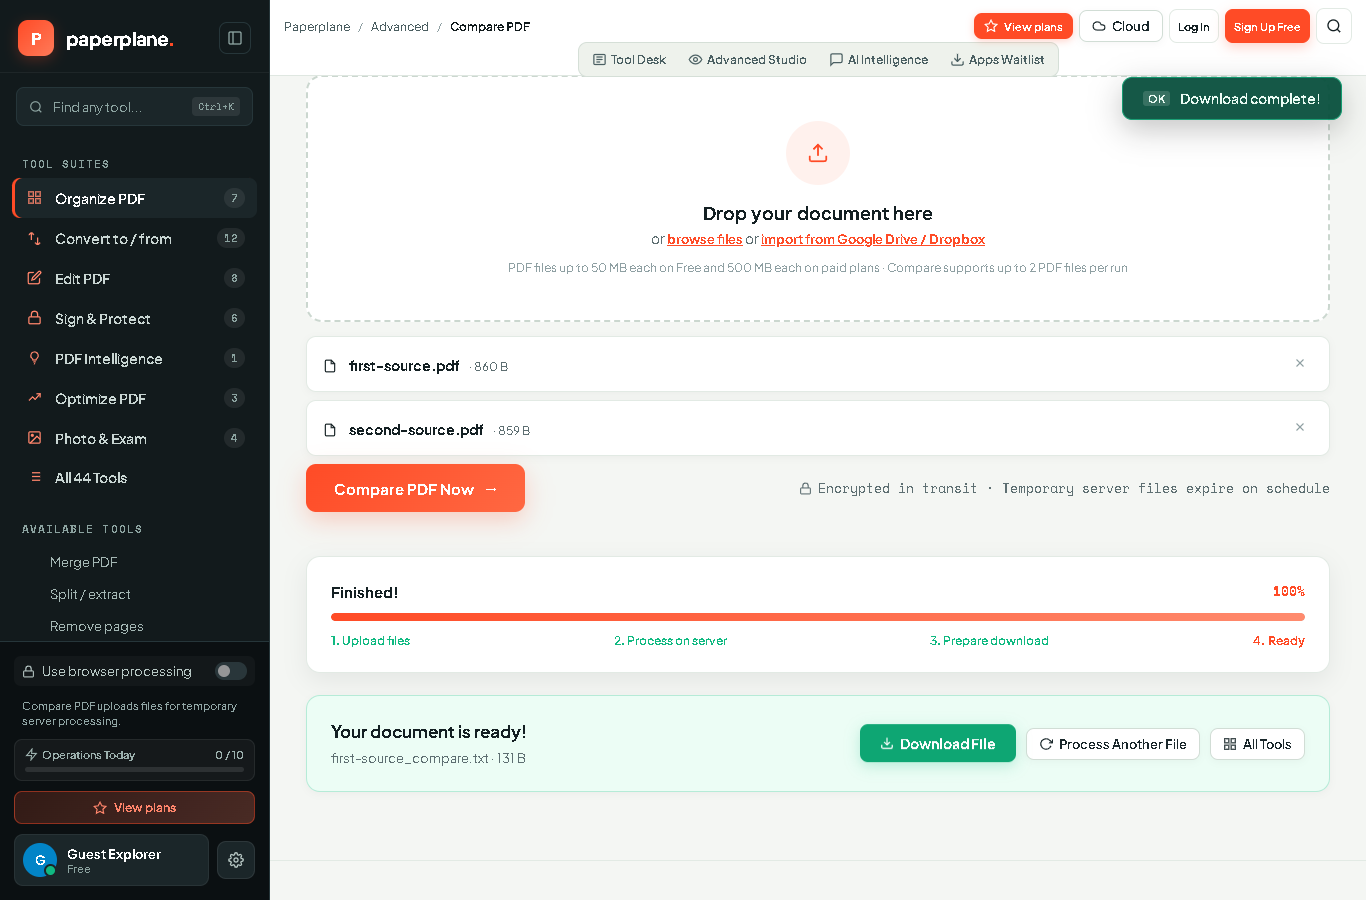 P paperplane.
Find any tool... Ctrl+K
TOOL SUITES
Organize PDF 7
Convert to / from 12
Edit PDF 8
Sign & Protect 6
PDF Intelligence 1
Optimize PDF 3
Photo & Exam 4
All 44 Tools
AVAILABLE TOOLS
Merge PDF
Split / extract
Remove pages
Use browser processing
Compare PDF uploads files for temporary
server processing.
Operations Today 0 / 10
View plans
G Guest Explorer
Free
Paperplane / Advanced / Compare PDF
View plans
Cloud
Log In
Sign Up Free
Tool Desk
Advanced Studio
AI Intelligence
Apps Waitlist
OK Download complete!
Drop your document here
or browse files or import from Google Drive / Dropbox
PDF files up to 50 MB each on Free and 500 MB each on paid plans · Compare supports up to 2 PDF files per run
first-source.pdf · 860 B ×
second-source.pdf · 859 B ×
Compare PDF Now →
Encrypted in transit · Temporary server files expire on schedule
Finished! 100%
1. Upload files 2. Process on server 3. Prepare download 4. Ready
Your document is ready!
first-source_compare.txt · 131 B
Download File
Process Another File
All Tools